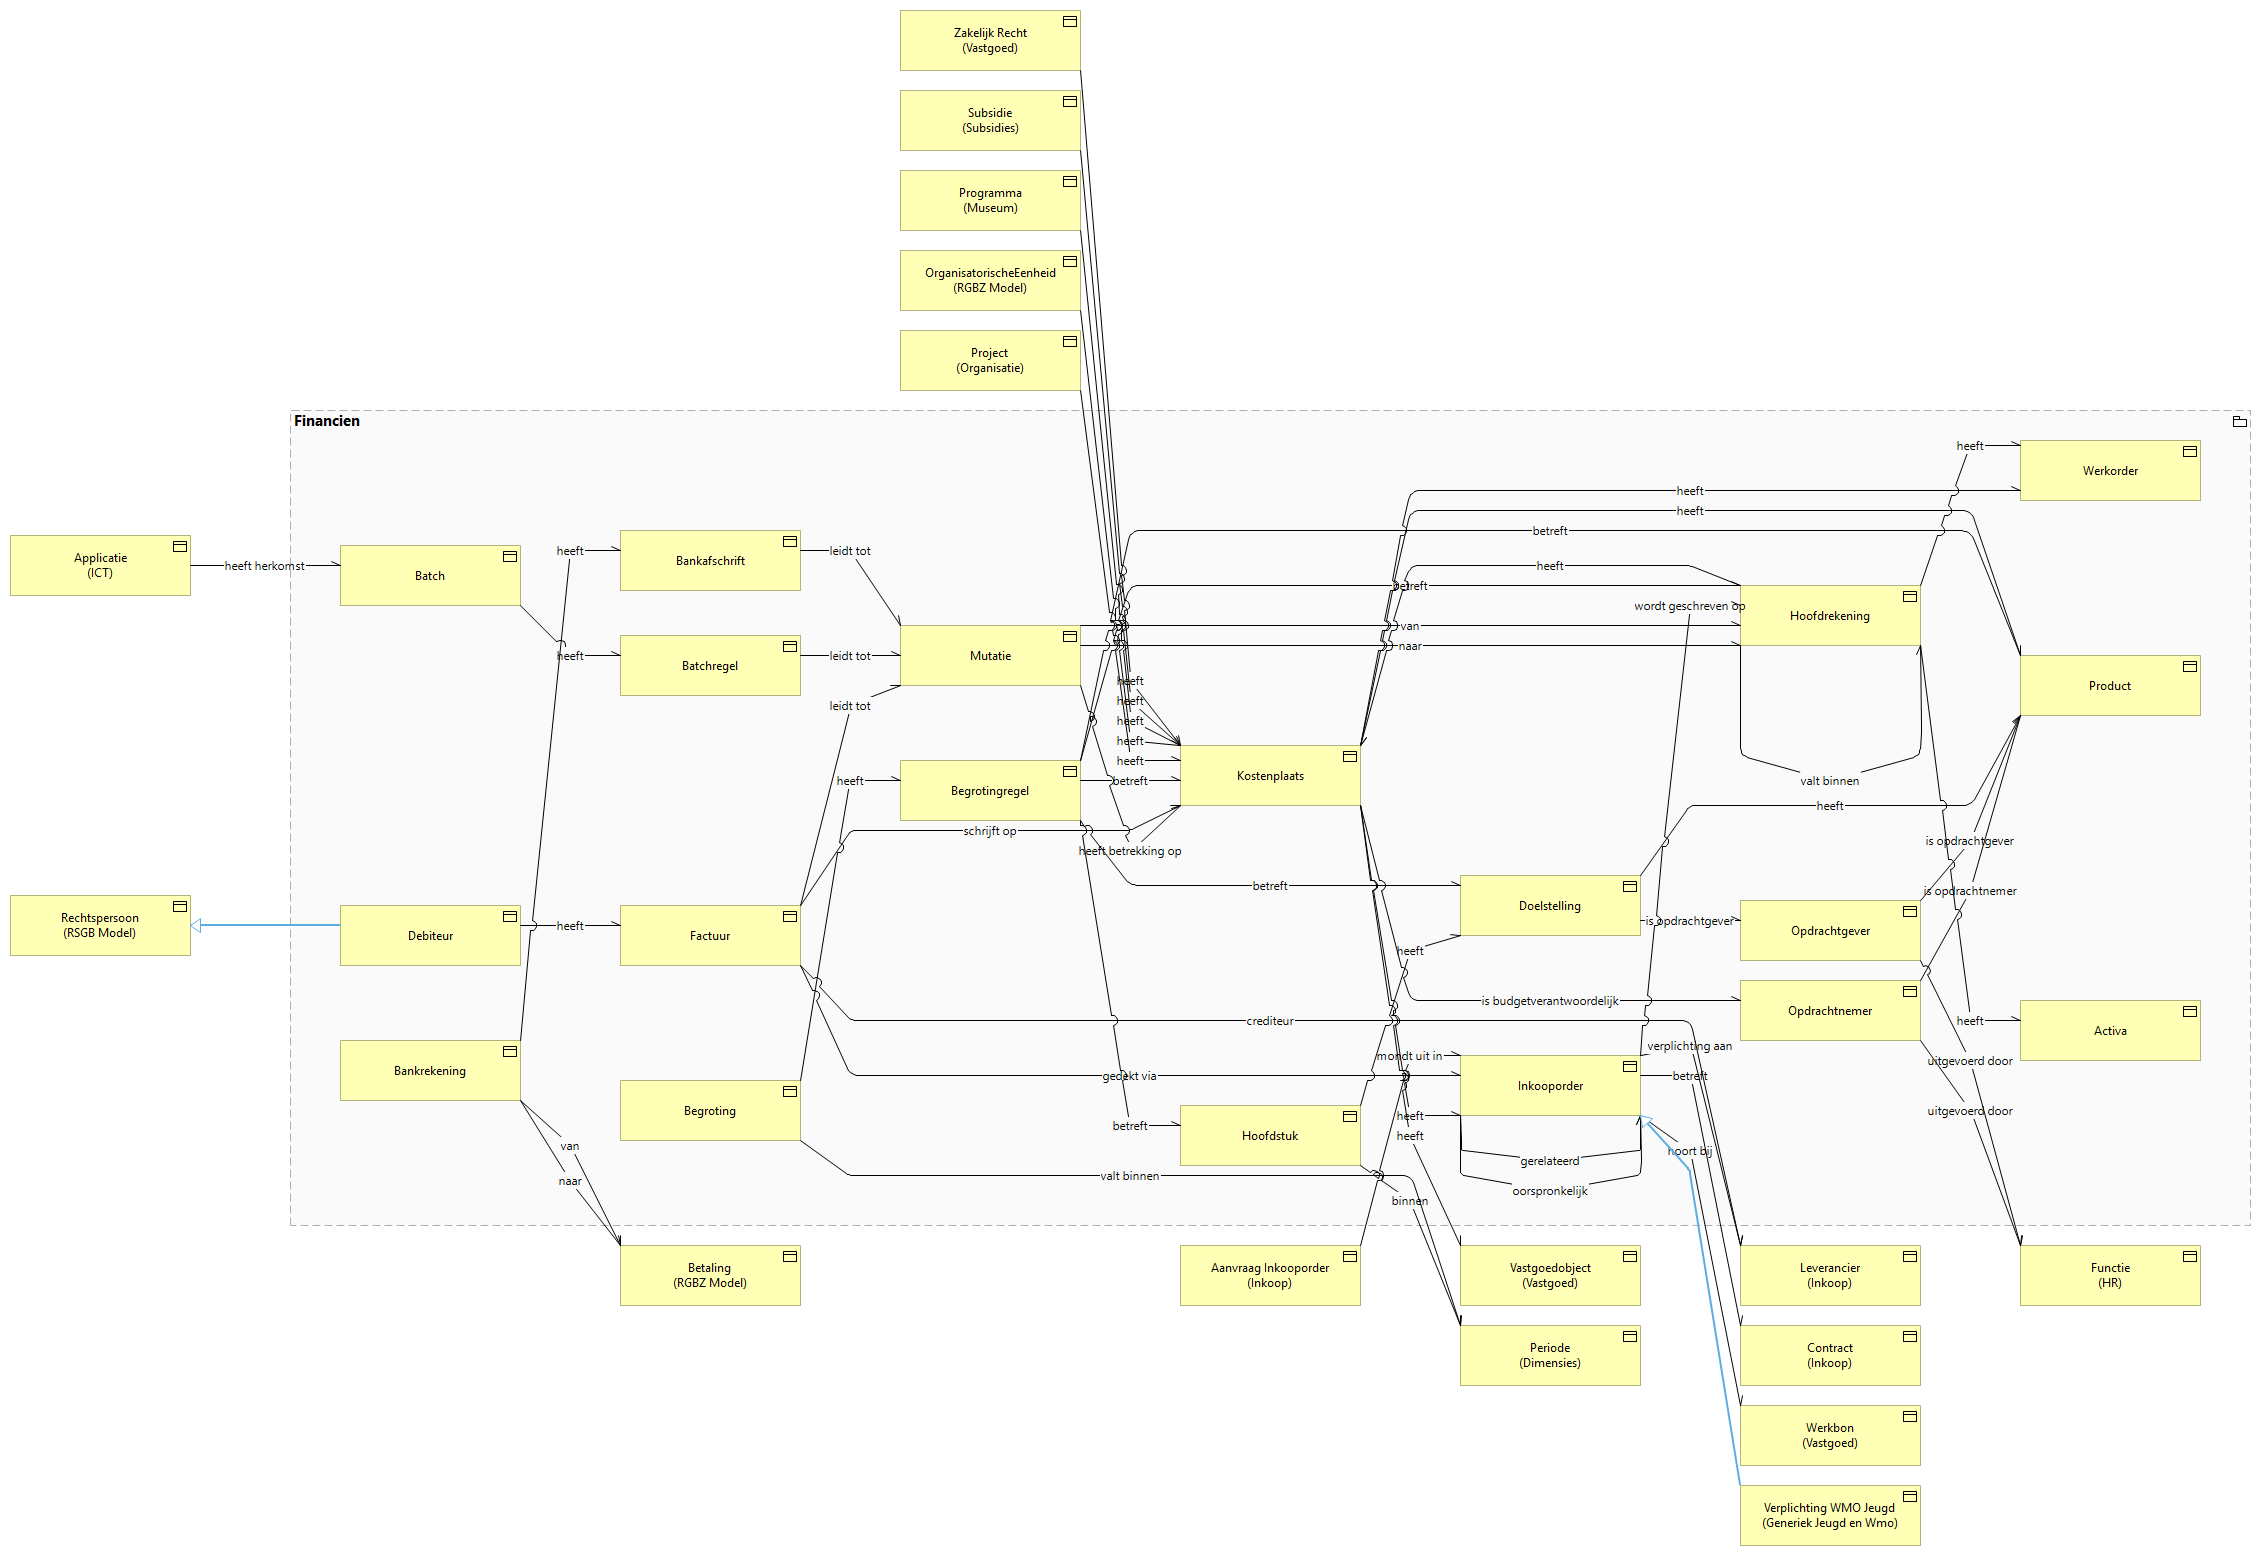 Zakelijk Recht
(Vastgoed)
Subsidie
(Subsidies)
Programma
(Museum)
OrganisatorischeEenheid
(RGBZ Model)
Project
(Organisatie)
Financien
heeft
Werkorder
heeft
heeft
betreft
Applicatie
(ICT)
heeft herkomst
Batch
heeft
Bankafschrift
leidt tot
heeft
betreft
wordt geschreven op
Hoofdrekening
heeft
Batchregel
leidt tot
Mutatie
van
naar
Product
leidt tot
heeft
heeft
heeft
heeft
heeft
betreft
heeft
Begrotingregel
Kostenplaats
valt binnen
heeft
schrijft op
heeft betrekking op
is opdrachtgever
betreft
is opdrachtnemer
Doelstelling
is opdrachtgever
Opdrachtgever
Rechtspersoon
(RSGB Model)
Debiteur
heeft
Factuur
heeft
is budgetverantwoordelijk
Opdrachtnemer
crediteur
heeft
Activa
Bankrekening
mondt uit in
verplichting aan
uitgevoerd door
gedekt via
Inkooporder
betreft
Begroting
heeft
uitgevoerd door
betreft
Hoofdstuk
heeft
van
naar
valt binnen
gerelateerd
hoort bij
oorspronkelijk
binnen
Betaling
(RGBZ Model)
Aanvraag Inkooporder
(Inkoop)
Vastgoedobject
(Vastgoed)
Leverancier
(Inkoop)
Functie
(HR)
Periode
(Dimensies)
Contract
(Inkoop)
Werkbon
(Vastgoed)
Verplichting WMO Jeugd
(Generiek Jeugd en Wmo)